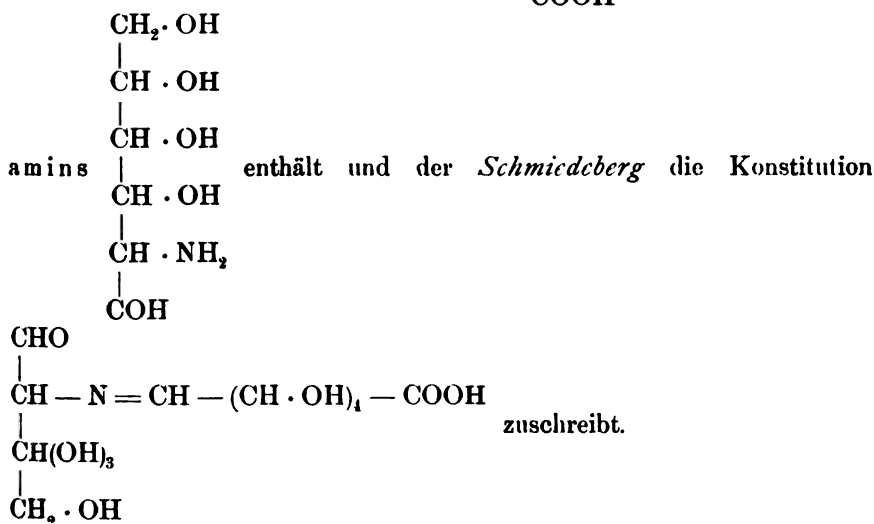 COOH
CH₂·OH
|
CH · OH
|
CH · OH
amins | enthält und der Schmiedeberg die Konstitution
CH · OH
|
CH · NH₂
|
COH
CHO
|
CH — N = CH — (CH · OH)₄ — COOH
| zuschreibt.
CH(OH)₃
|
CH₂ · OH